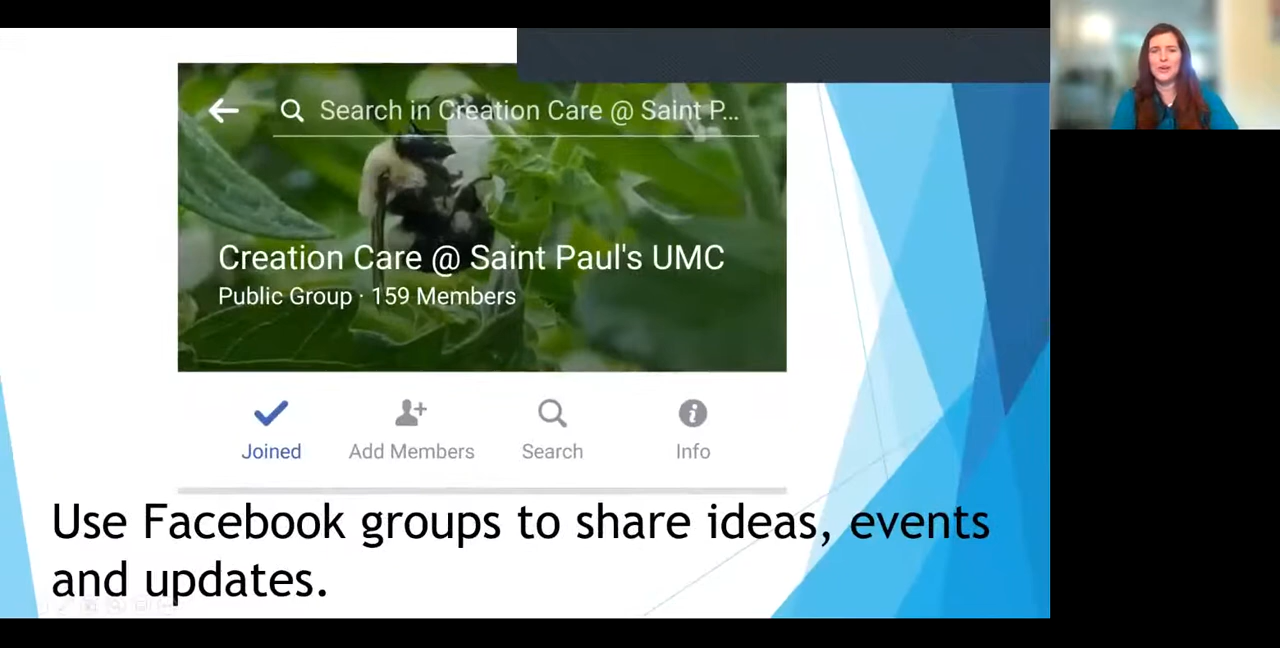 Search in Creation Care @ Saint P...
Creation Care @ Saint Paul's UMC
Public Group · 159 Members
Joined
Add Members
Search
Info
Use Facebook groups to share ideas, events
and updates.